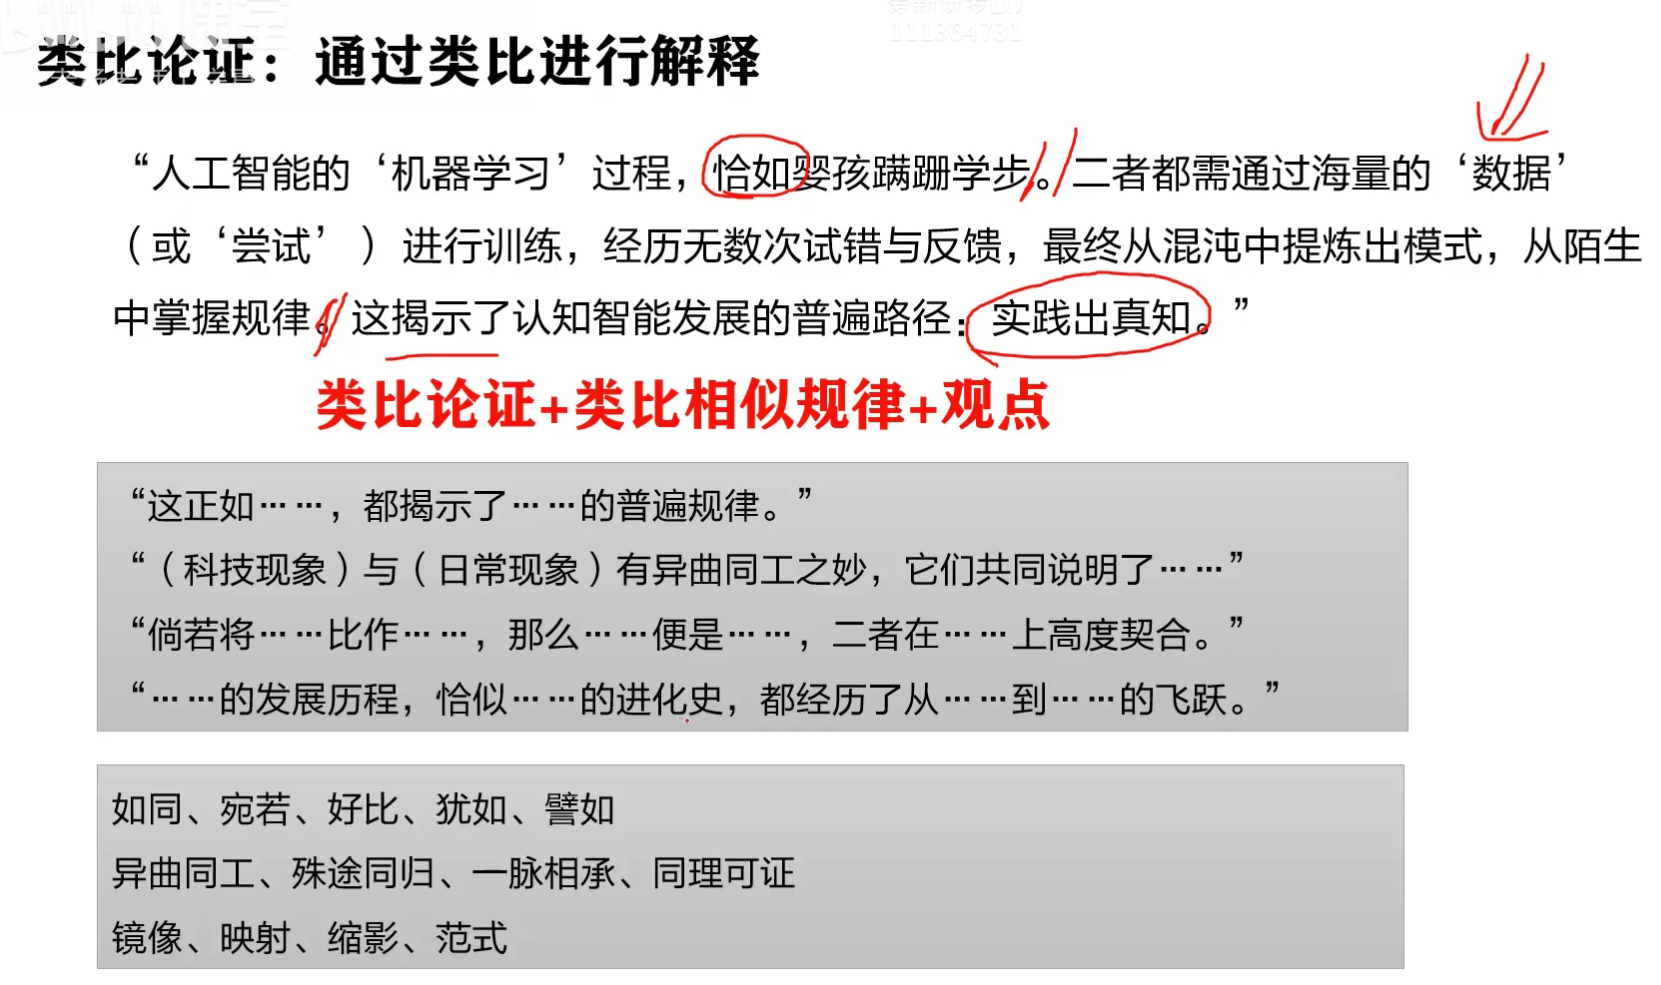 类比论证：通过类比进行解释
111364731
“人工智能的‘机器学习’过程，恰如婴孩蹒跚学步。二者都需通过海量的‘数据’
（或‘尝试’）进行训练，经历无数次试错与反馈，最终从混沌中提炼出模式，从陌生
中掌握规律。这揭示了认知智能发展的普遍路径：实践出真知。”
类比论证+类比相似规律+观点
“这正如……，都揭示了……的普遍规律。”
“（科技现象）与（日常现象）有异曲同工之妙，它们共同说明了……”
“倘若将……比作……，那么……便是……，二者在……上高度契合。”
“……的发展历程，恰似……的进化史，都经历了从……到……的飞跃。”
如同、宛若、好比、犹如、譬如
异曲同工、殊途同归、一脉相承、同理可证
镜像、映射、缩影、范式